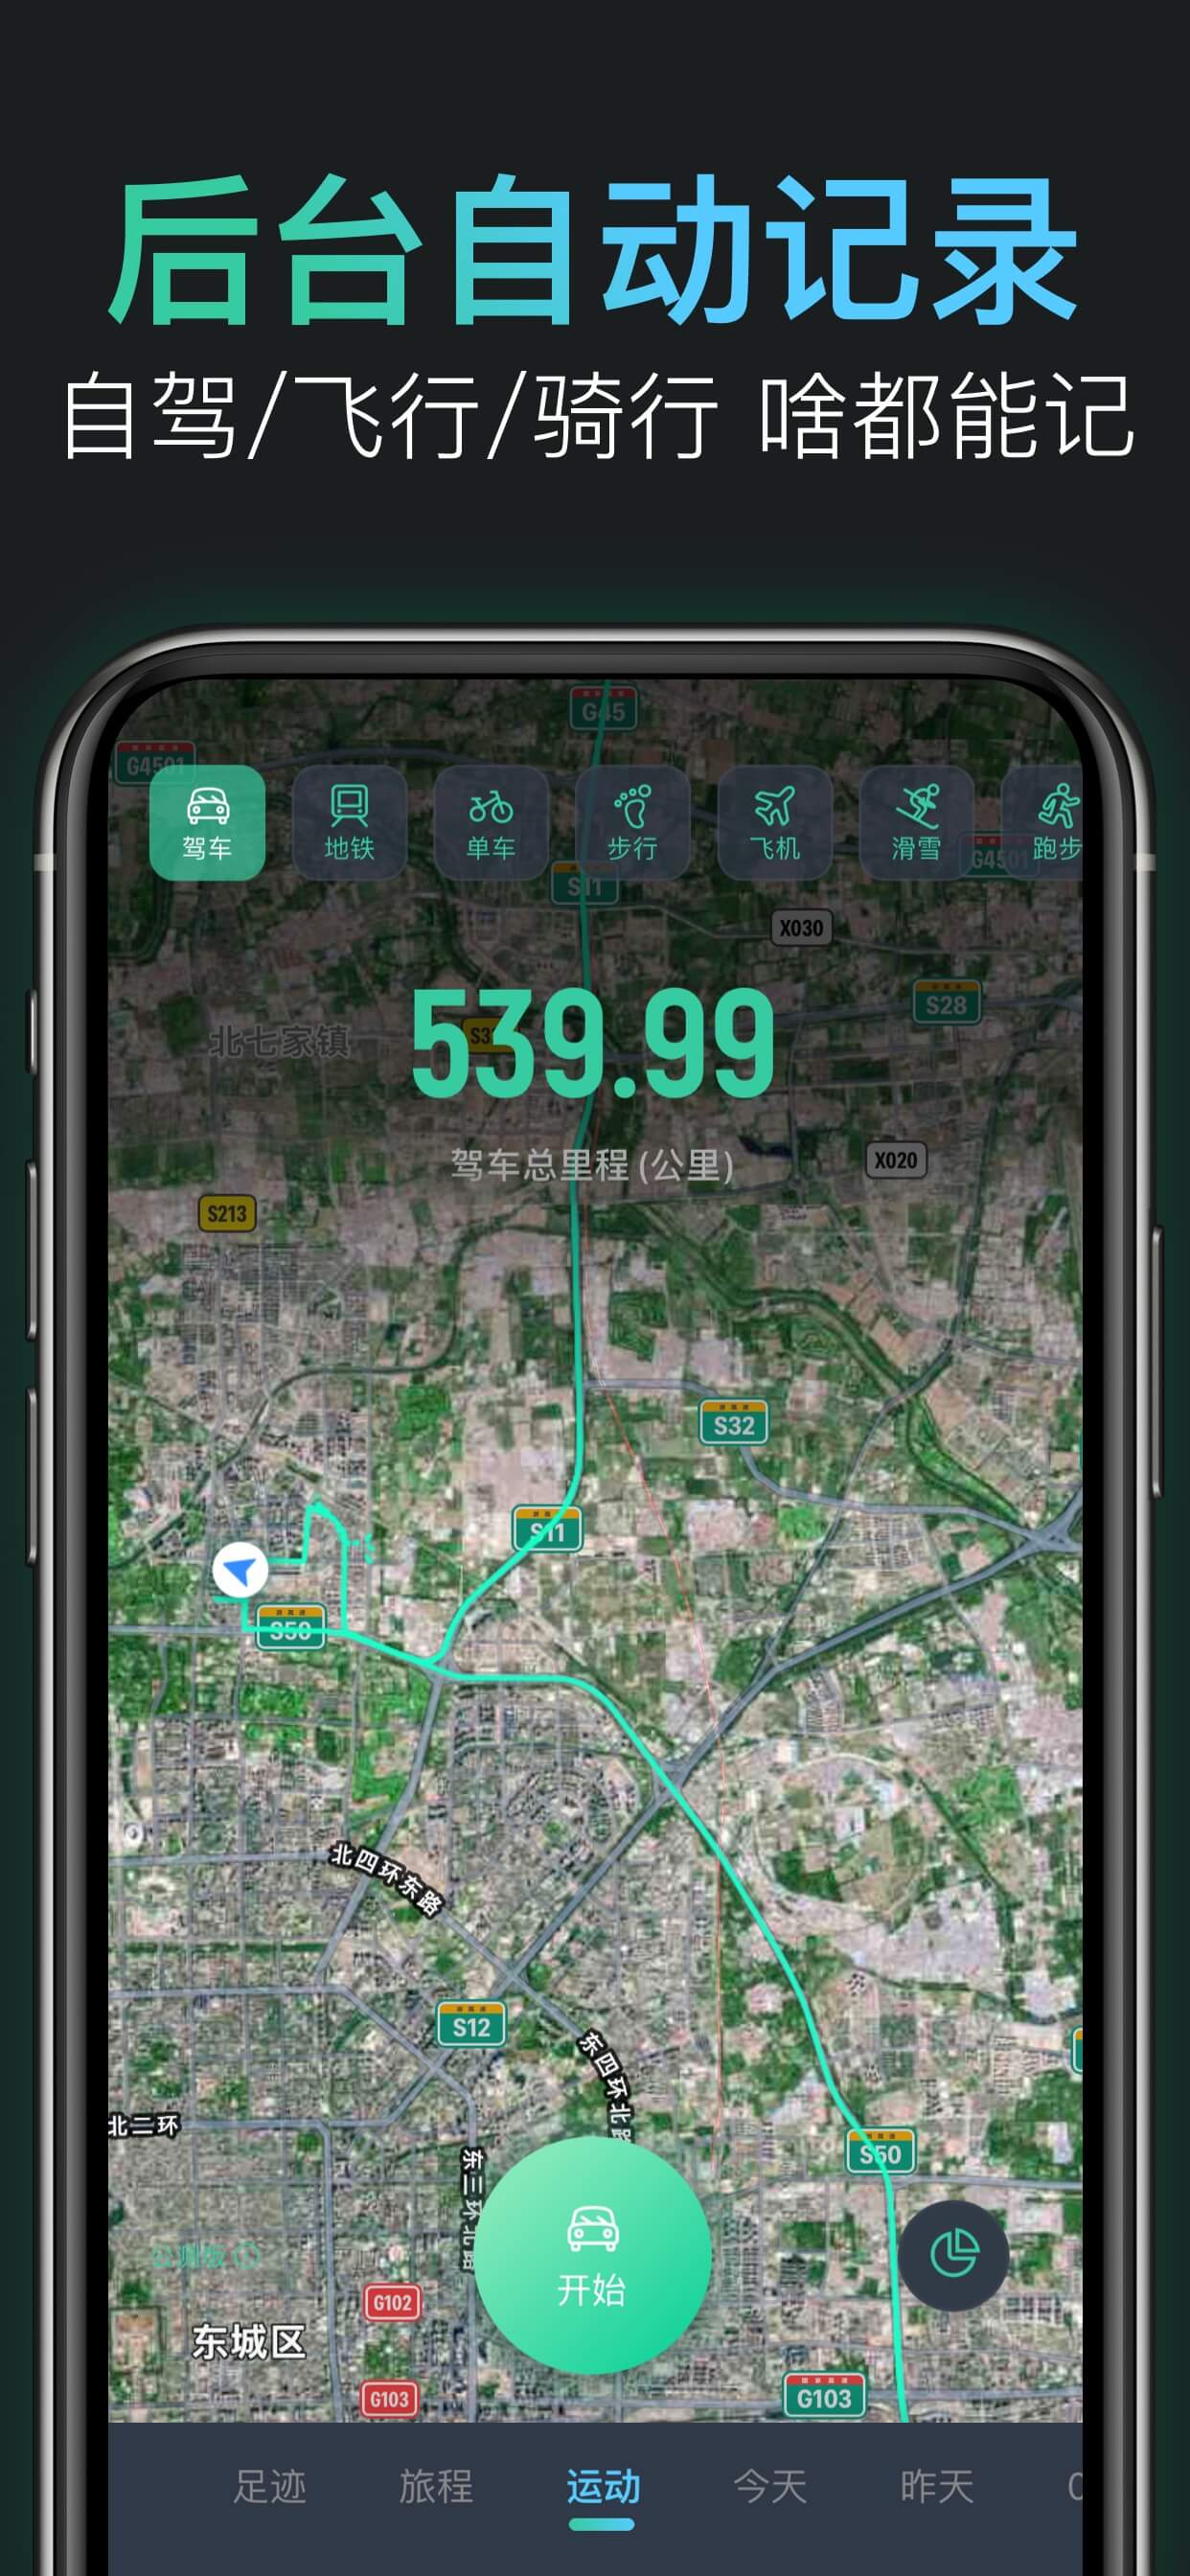 后台自动记录
自驾/飞行/骑行 啥都能记
G45
G4501
驾车
地铁
单车
步行
飞机
滑雪
跑步
G4501
S11
X030
S28
539.99
北七家镇
驾车总里程 (公里)
X020
S213
S32
S11
S50
北四环东路
S12
东四环北路
北二环
S50
东三环北路
开始
G102
东城区
G103
G103
足迹
旅程
运动
今天
昨天